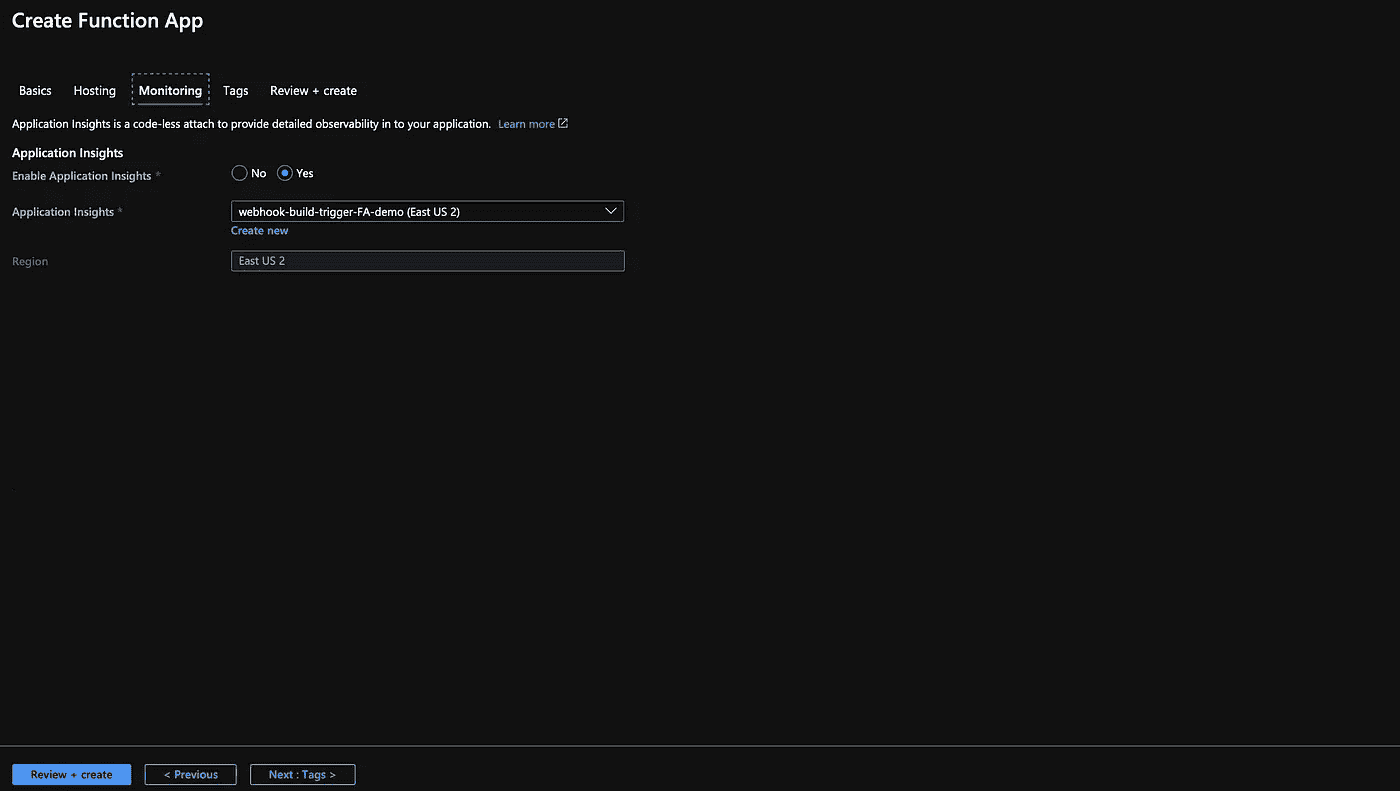 Create Function App
Basics Hosting Monitoring Tags Review + create
Application Insights is a code-less attach to provide detailed observability in to your application. Learn more
Application Insights
Enable Application Insights * No Yes
Application Insights * webhook-build-trigger-FA-demo (East US 2)
Create new
Region East US 2
Review + create < Previous Next : Tags >